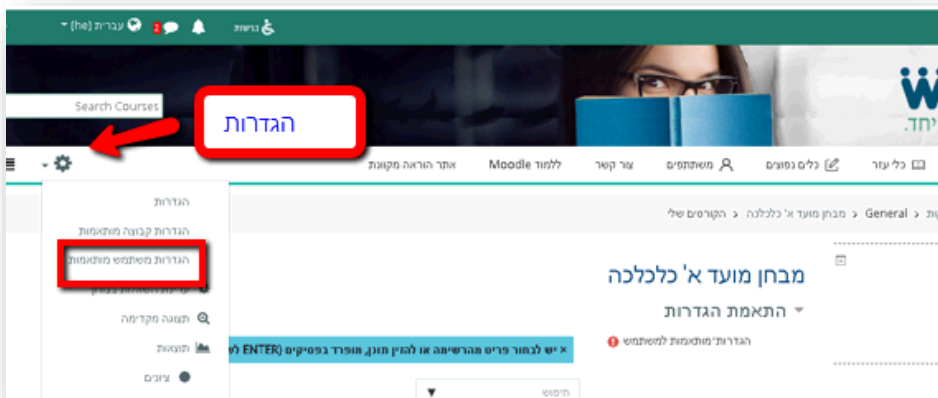 נגישות
עברית (he)
2
Search Courses
הגדרות
יחד.
כלי עזר
כלים נפוצים
משתתפים
צור קשר
ללמוד Moodle
אתר הוראה מקוונת
General < מבחן מועד א' כלכלה < הקורסים שלי
הגדרות
הגדרות קבוצה מותאמות
הגדרות משתמש מותאמות
תצוגה מקדימה
תוצאות
ציונים
מבחן מועד א' כלכלה
התאמת הגדרות
הגדרות־מותאמות למשתמש
× יש לבחור פריט מהרשימה או להזין תוכן, מופרד בפסיקים (ENTER
חיפוש